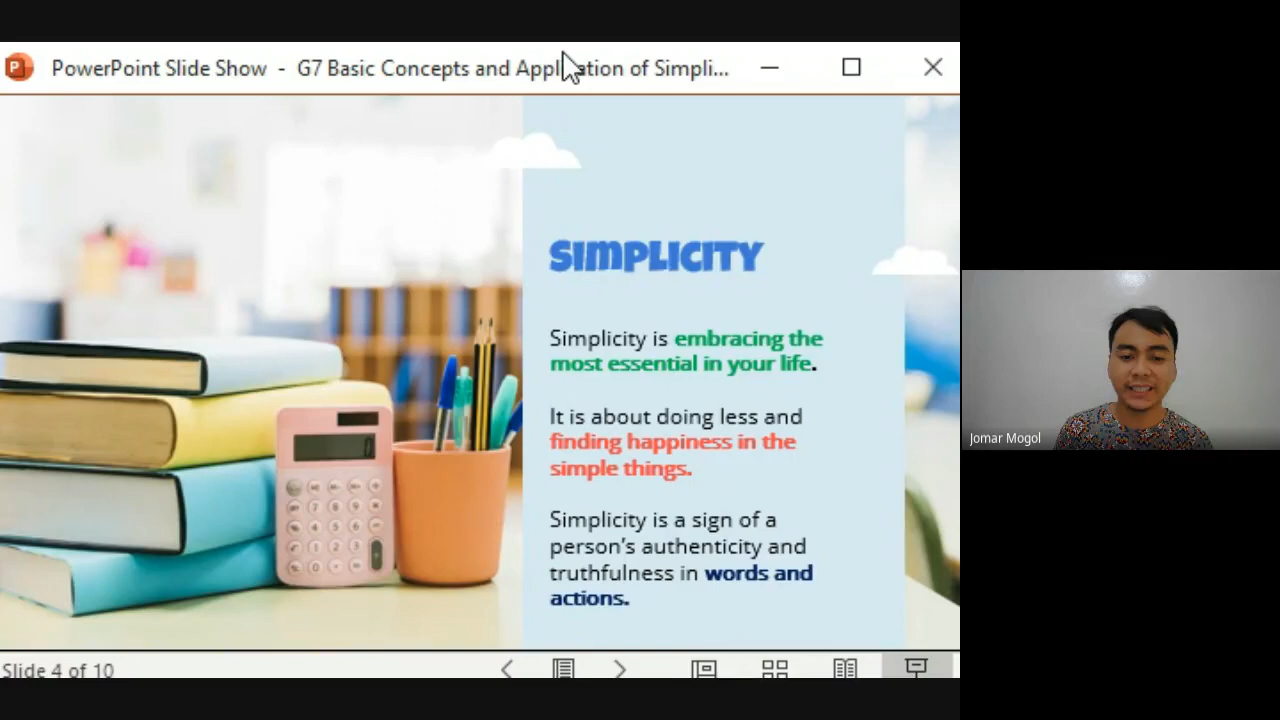 PowerPoint Slide Show - G7 Basic Concepts and Application of Simpli...
SIMPLICITY
Simplicity is embracing the
most essential in your life.
It is about doing less and
finding happiness in the
simple things.
Simplicity is a sign of a
person's authenticity and
truthfulness in words and
actions.
Jomar Mogol
Slide 4 of 10